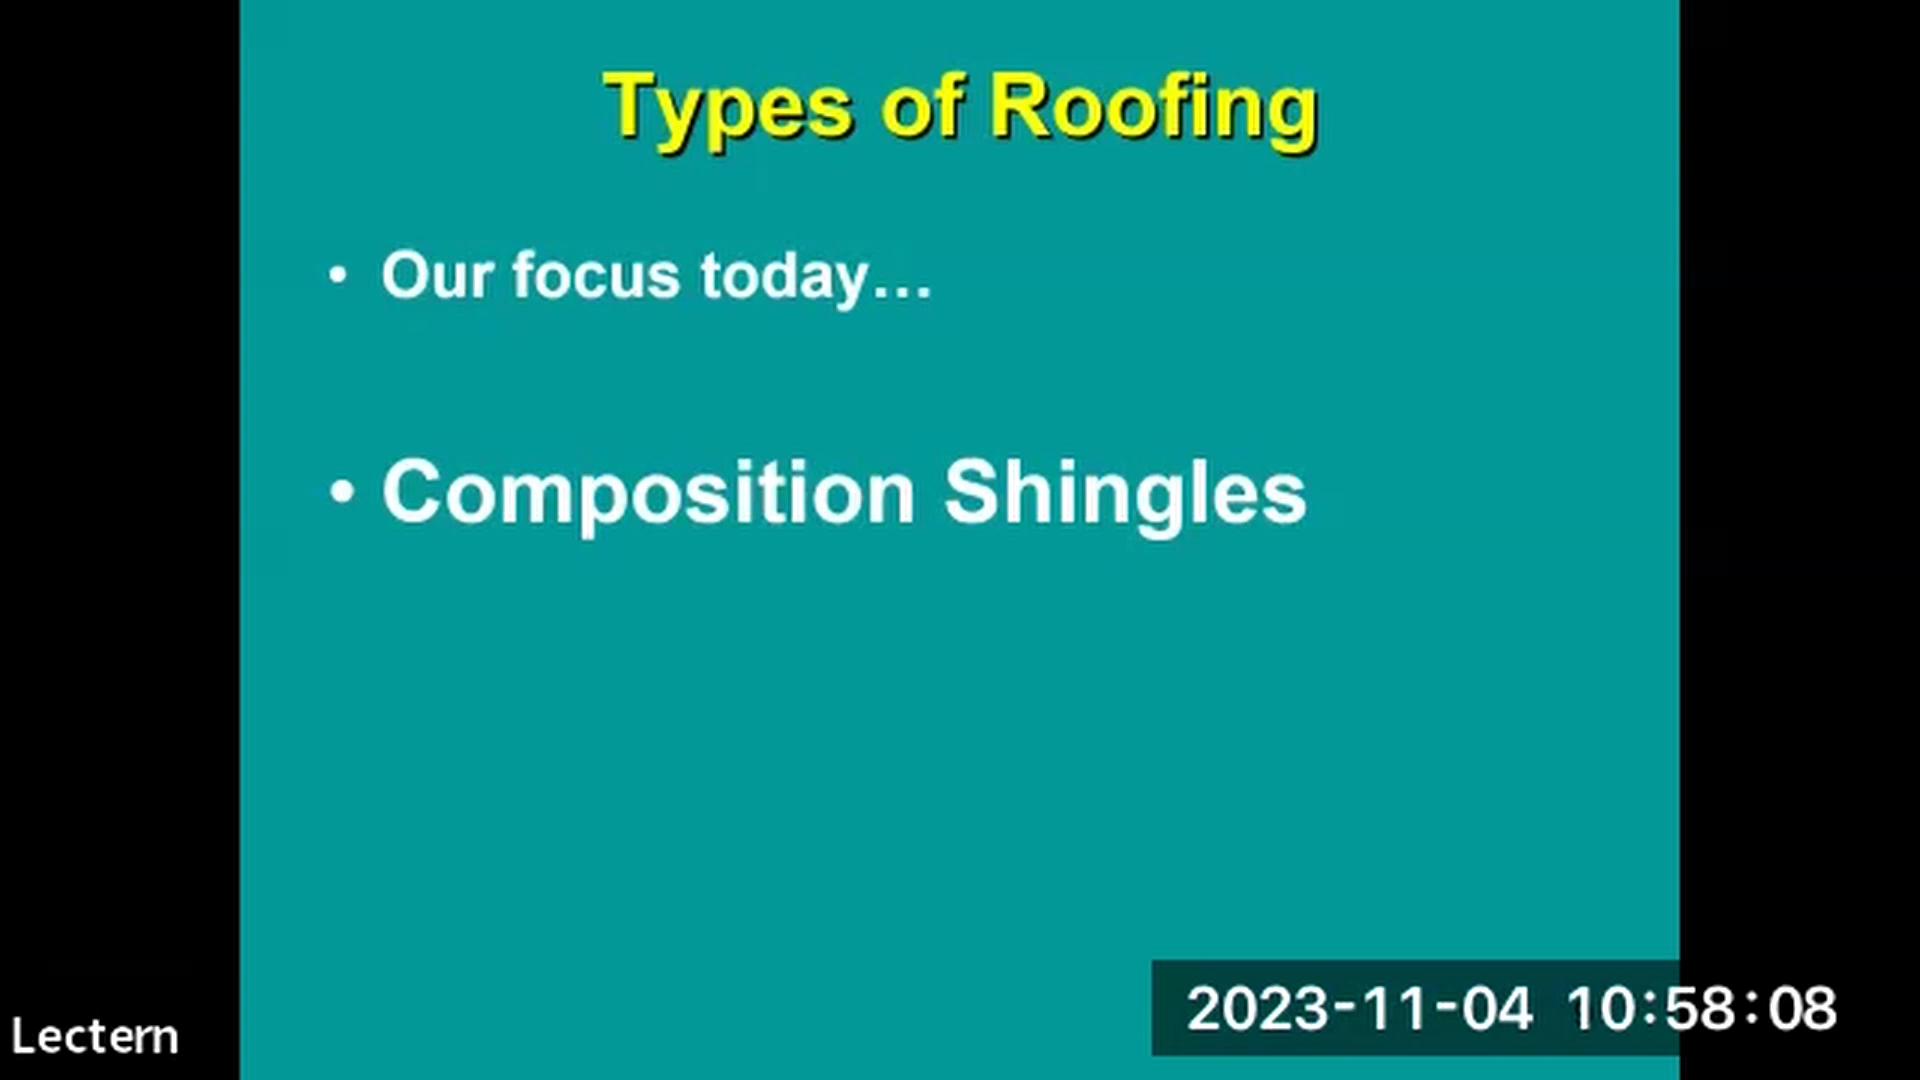 Types of Roofing
• Our focus today...
• Composition Shingles
2023-11-04 10:58:08
Lectern